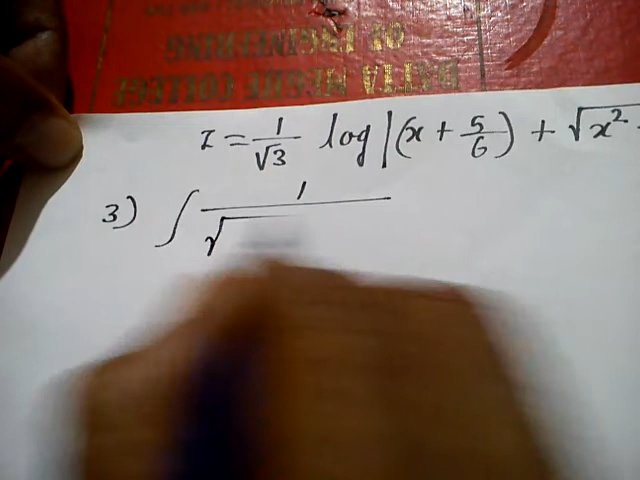 OF ENGINEERING
DATTA MEGHE COLLEGE
I = 1/√3 log |(x + 5/6) + √x²
3) ∫ 1/√